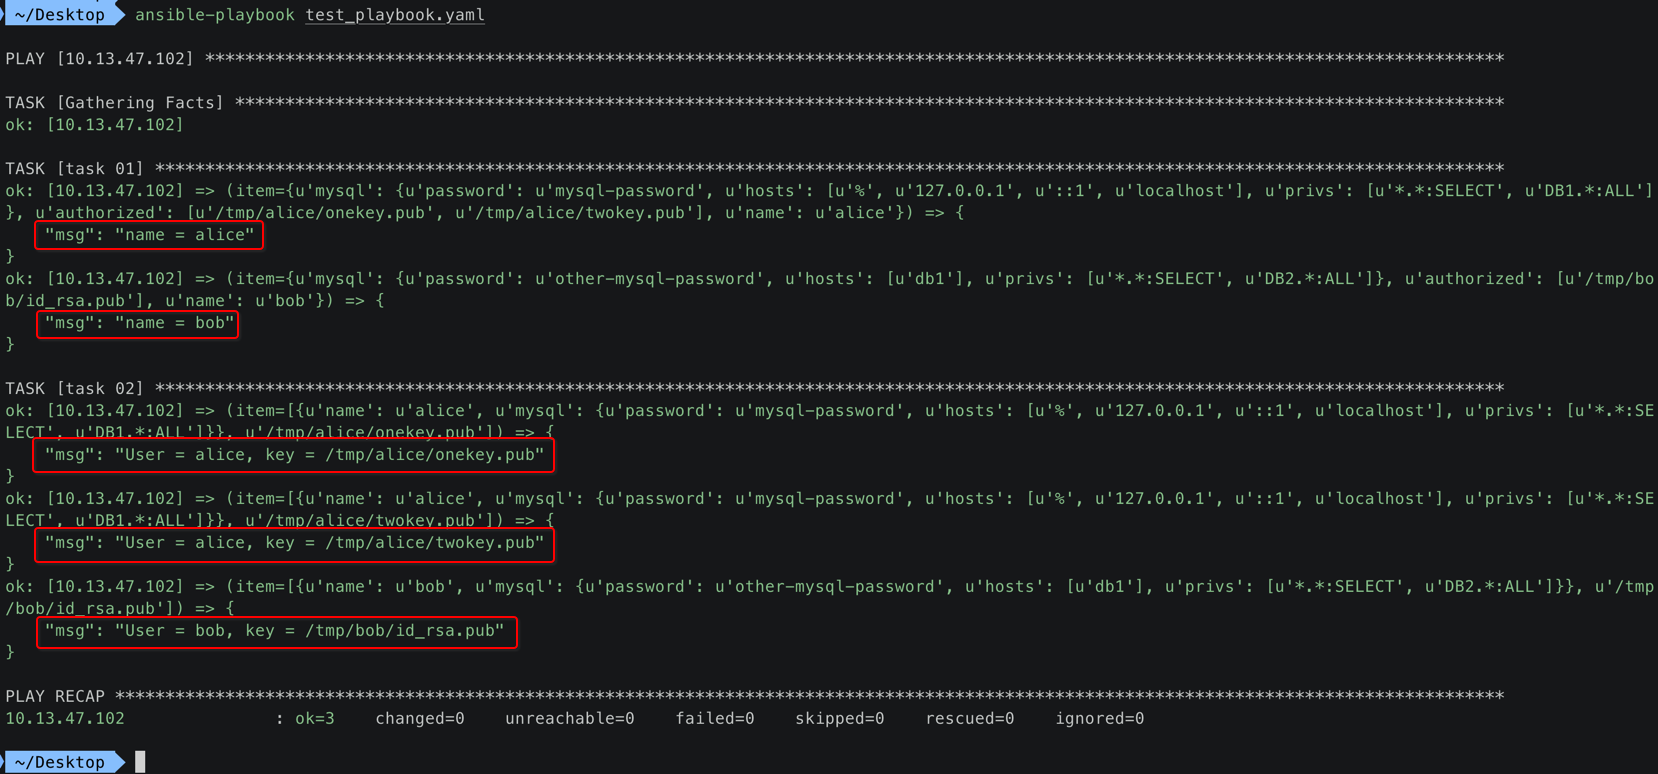 ~/Desktop ansible-playbook test_playbook.yaml
PLAY [10.13.47.102] **********************************************************************************************************************************
TASK [Gathering Facts] *******************************************************************************************************************************
ok: [10.13.47.102]
TASK [task 01] ***************************************************************************************************************************************
ok: [10.13.47.102] => (item={u'mysql': {u'password': u'mysql-password', u'hosts': [u'%', u'127.0.0.1', u'::1', u'localhost'], u'privs': [u'*.*:SELECT', u'DB1.*:ALL']
}, u'authorized': [u'/tmp/alice/onekey.pub', u'/tmp/alice/twokey.pub'], u'name': u'alice'}) => {
"msg": "name = alice"
}
ok: [10.13.47.102] => (item={u'mysql': {u'password': u'other-mysql-password', u'hosts': [u'db1'], u'privs': [u'*.*:SELECT', u'DB2.*:ALL']}, u'authorized': [u'/tmp/bo
b/id_rsa.pub'], u'name': u'bob'}) => {
"msg": "name = bob"
}
TASK [task 02] ***************************************************************************************************************************************
ok: [10.13.47.102] => (item=[{u'name': u'alice', u'mysql': {u'password': u'mysql-password', u'hosts': [u'%', u'127.0.0.1', u'::1', u'localhost'], u'privs': [u'*.*:SE
LECT', u'DB1.*:ALL']}}, u'/tmp/alice/onekey.pub']) => {
"msg": "User = alice, key = /tmp/alice/onekey.pub"
}
ok: [10.13.47.102] => (item=[{u'name': u'alice', u'mysql': {u'password': u'mysql-password', u'hosts': [u'%', u'127.0.0.1', u'::1', u'localhost'], u'privs': [u'*.*:SE
LECT', u'DB1.*:ALL']}}, u'/tmp/alice/twokey.pub']) => {
"msg": "User = alice, key = /tmp/alice/twokey.pub"
}
ok: [10.13.47.102] => (item=[{u'name': u'bob', u'mysql': {u'password': u'other-mysql-password', u'hosts': [u'db1'], u'privs': [u'*.*:SELECT', u'DB2.*:ALL']}}, u'/tmp
/bob/id_rsa.pub']) => {
"msg": "User = bob, key = /tmp/bob/id_rsa.pub"
}
PLAY RECAP *******************************************************************************************************************************************
10.13.47.102 : ok=3 changed=0 unreachable=0 failed=0 skipped=0 rescued=0 ignored=0
~/Desktop